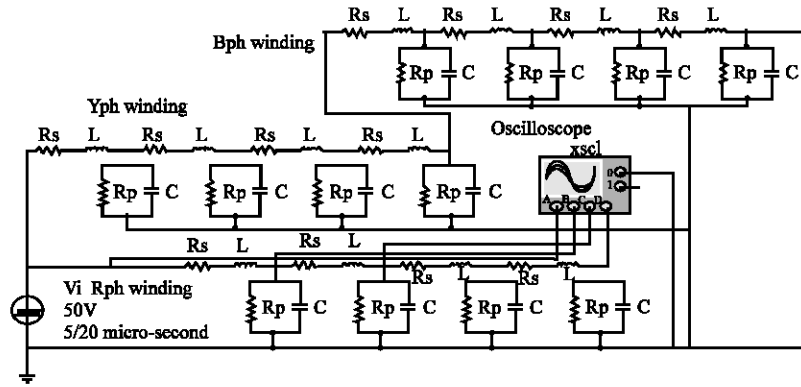 Rs L Rs L Rs L Rs L
Bph winding
Rp C Rp C Rp C Rp C
Yph winding
Rs L Rs L Rs L Rs L
Oscilloscope
xscl
0
1
A B C D
Rp C Rp C Rp C Rp C
Rs L Rs L Rs L Rs L
Vi Rph winding
50V
5/20 micro-second
Rp C Rp C Rp C Rp C